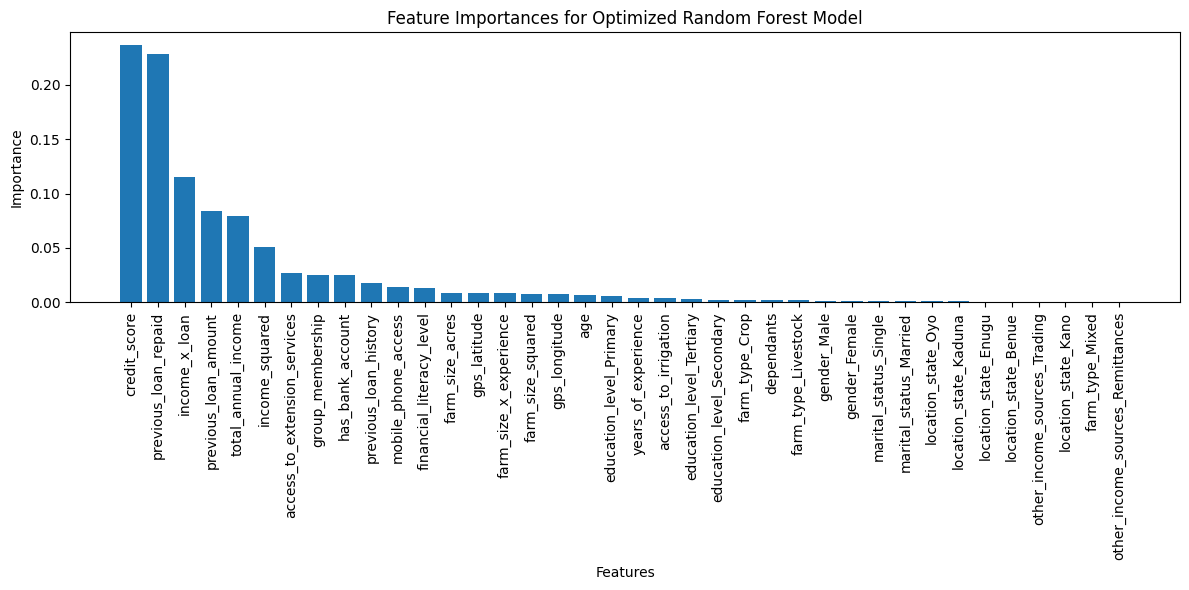 Feature Importances for Optimized Random Forest Model
Importance
0.20
0.15
0.10
0.05
0.00
credit_score
previous_loan_repaid
income_x_loan
previous_loan_amount
total_annual_income
income_squared
access_to_extension_services
group_membership
has_bank_account
previous_loan_history
mobile_phone_access
financial_literacy_level
farm_size_acres
gps_latitude
farm_size_x_experience
farm_size_squared
gps_longitude
age
education_level_Primary
years_of_experience
access_to_irrigation
education_level_Tertiary
education_level_Secondary
farm_type_Crop
dependants
farm_type_Livestock
gender_Male
gender_Female
marital_status_Single
marital_status_Married
location_state_Oyo
location_state_Kaduna
location_state_Enugu
location_state_Benue
other_income_sources_Trading
location_state_Kano
farm_type_Mixed
other_income_sources_Remittances
Features